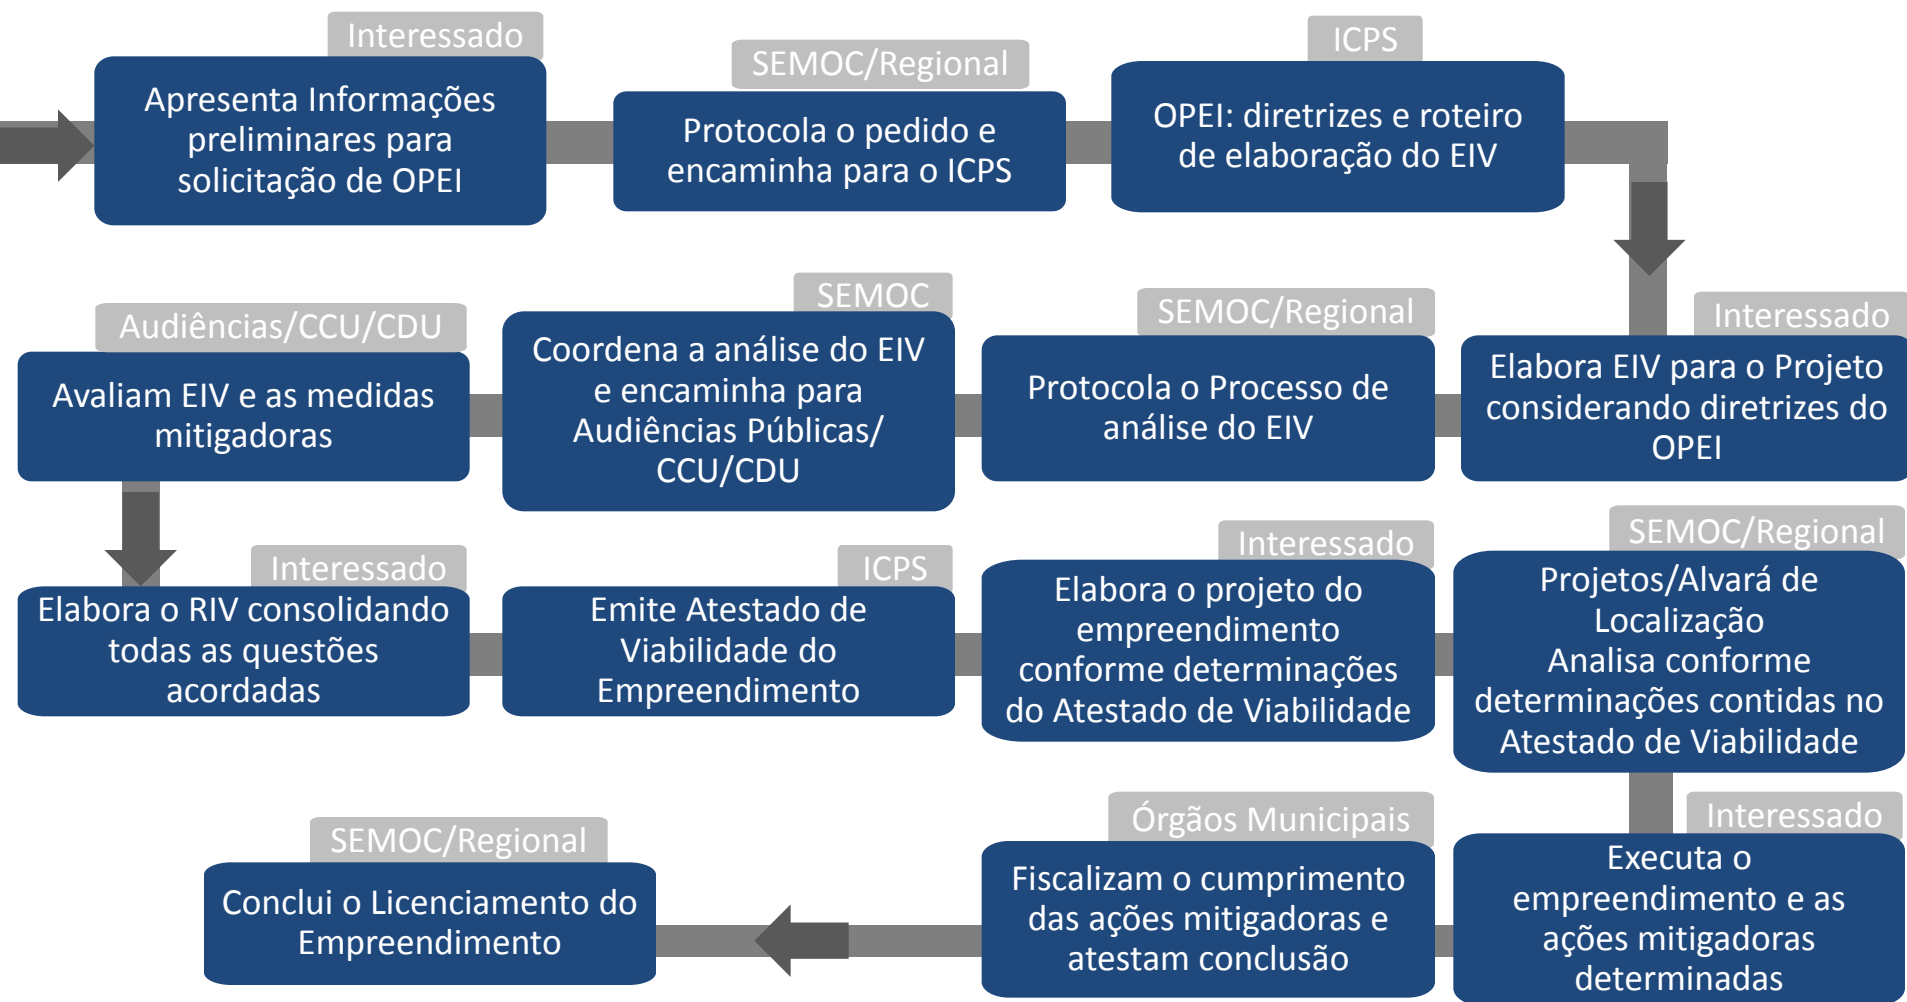 Interessado
Apresenta Informações
preliminares para
solicitação de OPEI
SEMOC/Regional
Protocola o pedido e
encaminha para o ICPS
ICPS
OPEI: diretrizes e roteiro
de elaboração do EIV
Interessado
Elabora EIV para o Projeto
considerando diretrizes do
OPEI
SEMOC/Regional
Protocola o Processo de
análise do EIV
SEMOC
Coordena a análise do EIV
e encaminha para
Audiências Públicas/
CCU/CDU
Audiências/CCU/CDU
Avaliam EIV e as medidas
mitigadoras
Interessado
Elabora o RIV consolidando
todas as questões
acordadas
ICPS
Emite Atestado de
Viabilidade do
Empreendimento
Interessado
Elabora o projeto do
empreendimento
conforme determinações
do Atestado de Viabilidade
SEMOC/Regional
Projetos/Alvará de
Localização
Analisa conforme
determinações contidas no
Atestado de Viabilidade
Interessado
Executa o
empreendimento e as
ações mitigadoras
determinadas
Órgãos Municipais
Fiscalizam o cumprimento
das ações mitigadoras e
atestam conclusão
SEMOC/Regional
Conclui o Licenciamento do
Empreendimento